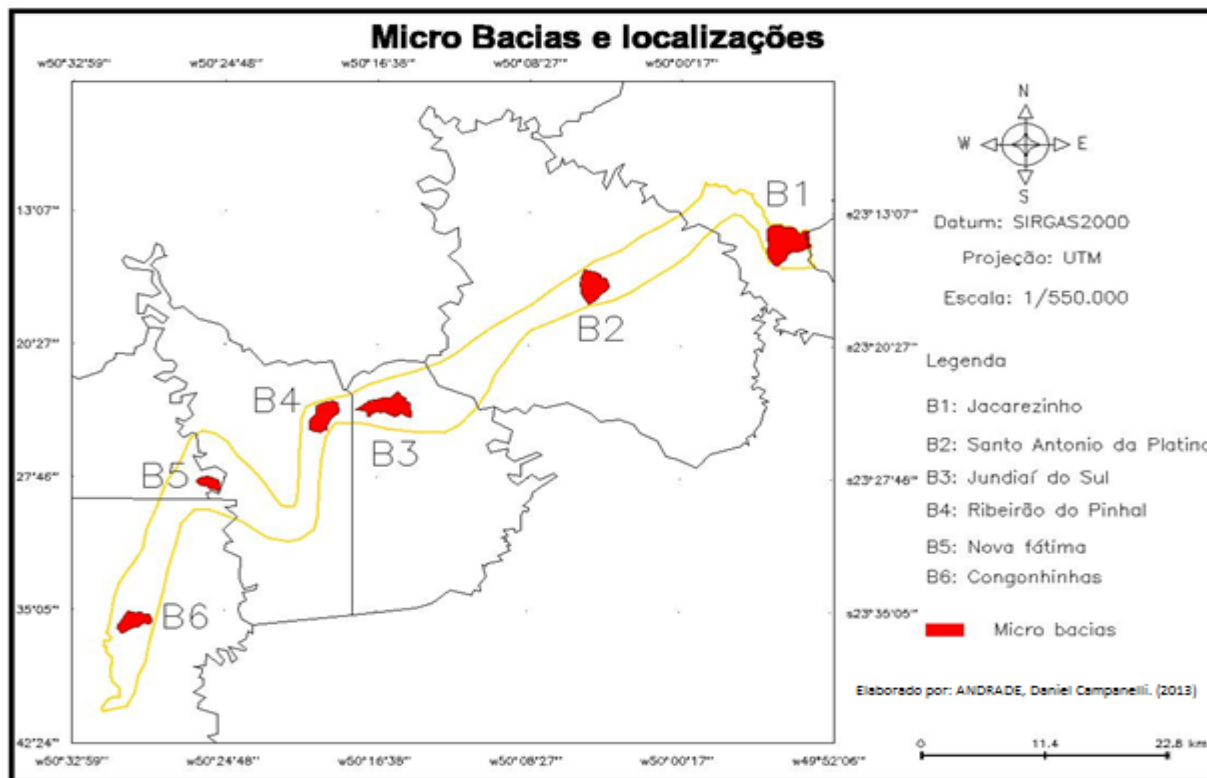 Micro Bacias e localizações
w50°32'59" w50°24'48" w50°16'38" w50°08'27" w50°00'17"
N
W E
S
B1
13'07" s23°13'07"
Datum: SIRGAS2000
Projeção: UTM
Escala: 1/550.000
B2
20'27" s23°20'27"
Legenda
B4
B3
B1: Jacarezinho
B2: Santo Antonio da Platina
B5
27'46" s23°27'46"
B3: Jundiaí do Sul
B4: Ribeirão do Pinhal
B5: Nova fátima
B6: Congonhinhas
35'05" s23°35'05"
B6
Micro bacias
Elaborado por: ANDRADE, Daniel Campanelli. (2013)
42'24"
w50°32'59" w50°24'48" w50°16'38" w50°08'27" w50°00'17" w49°52'06"
0 11.4 22.8 km